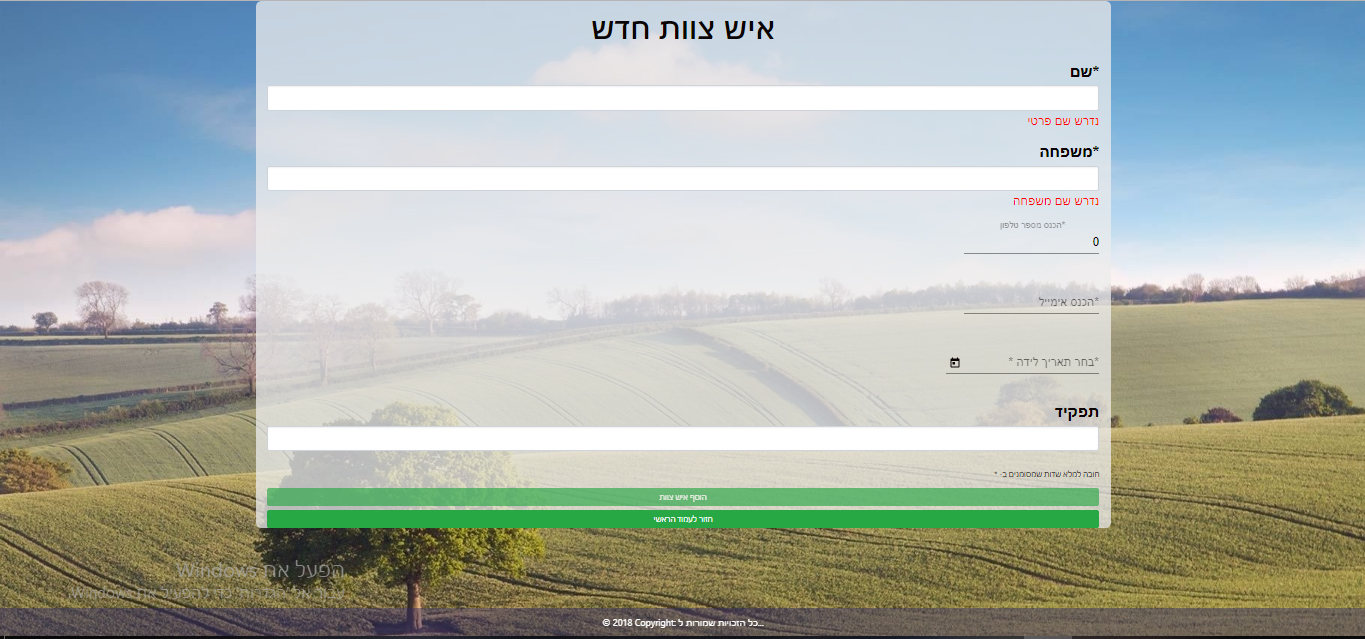 איש צוות חדש
*שם
נדרש שם פרטי
*משפחה
נדרש שם משפחה
*הכנס מספר טלפון
0
*הכנס אימייל
*בחר תאריך לידה *
תפקיד
חובה למלא שדות שמסומנים ב- *
הוסף איש צוות
חזור לעמוד הראשי
הפעל את Windows
עבור אל 'הגדרות' כדי להפעיל את Windows.
© 2018 Copyright: כל הזכויות שמורות ל...